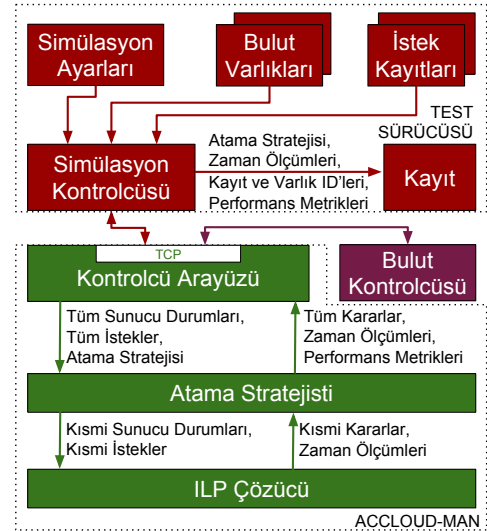 Simülasyon
Ayarları
Bulut
Varlıkları
İstek
Kayıtları
TEST
SÜRÜCÜSÜ
Simülasyon
Kontrolcüsü
Atama Stratejisi,
Zaman Ölçümleri,
Kayıt ve Varlık ID'leri,
Performans Metrikleri
Kayıt
TCP
Kontrolcü Arayüzü
Bulut
Kontrolcüsü
Tüm Sunucu Durumları,
Tüm İstekler,
Atama Stratejisi
Tüm Kararlar,
Zaman Ölçümleri,
Performans Metrikleri
Atama Stratejisti
Kısmi Sunucu Durumları,
Kısmi İstekler
Kısmi Kararlar,
Zaman Ölçümleri
ILP Çözücü
ACCLOUD-MAN